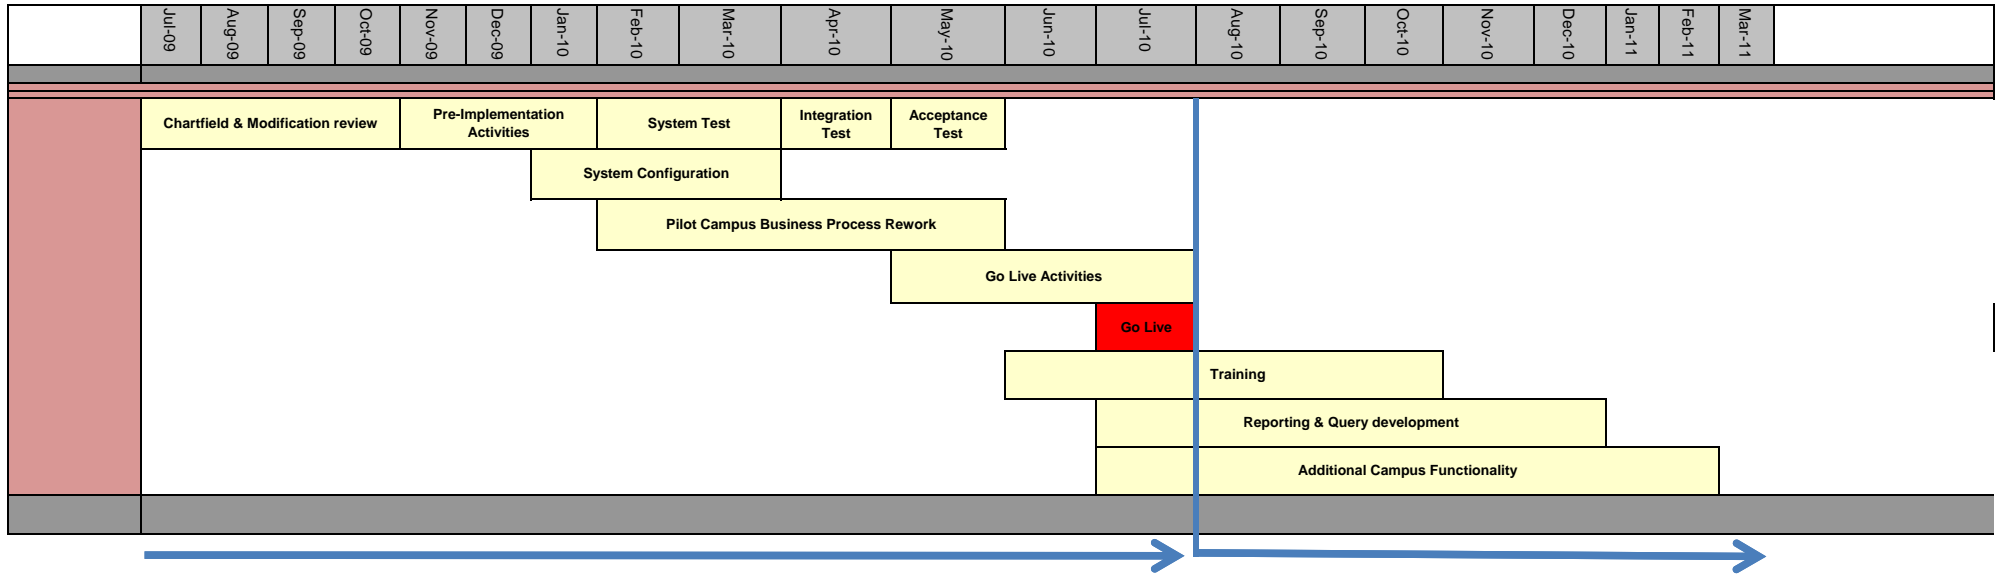 Jul-09
Aug-09
Sep-09
Oct-09
Nov-09
Dec-09
Jan-10
Feb-10
Mar-10
Apr-10
May-10
Jun-10
Jul-10
Aug-10
Sep-10
Oct-10
Nov-10
Dec-10
Jan-11
Feb-11
Mar-11
Chartfield & Modification review
Pre-Implementation
Activities
System Test
Integration
Test
Acceptance
Test
System Configuration
Pilot Campus Business Process Rework
Go Live Activities
Go Live
Training
Reporting & Query development
Additional Campus Functionality